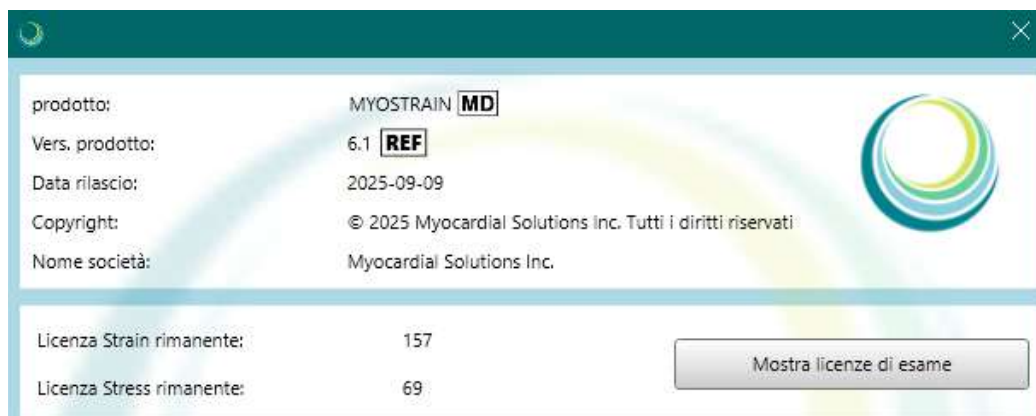 prodotto: MYOSTRAIN MD
Vers. prodotto: 6.1 REF
Data rilascio: 2025-09-09
Copyright: © 2025 Myocardial Solutions Inc. Tutti i diritti riservati
Nome società: Myocardial Solutions Inc.
Licenza Strain rimanente: 157
Mostra licenze di esame
Licenza Stress rimanente: 69